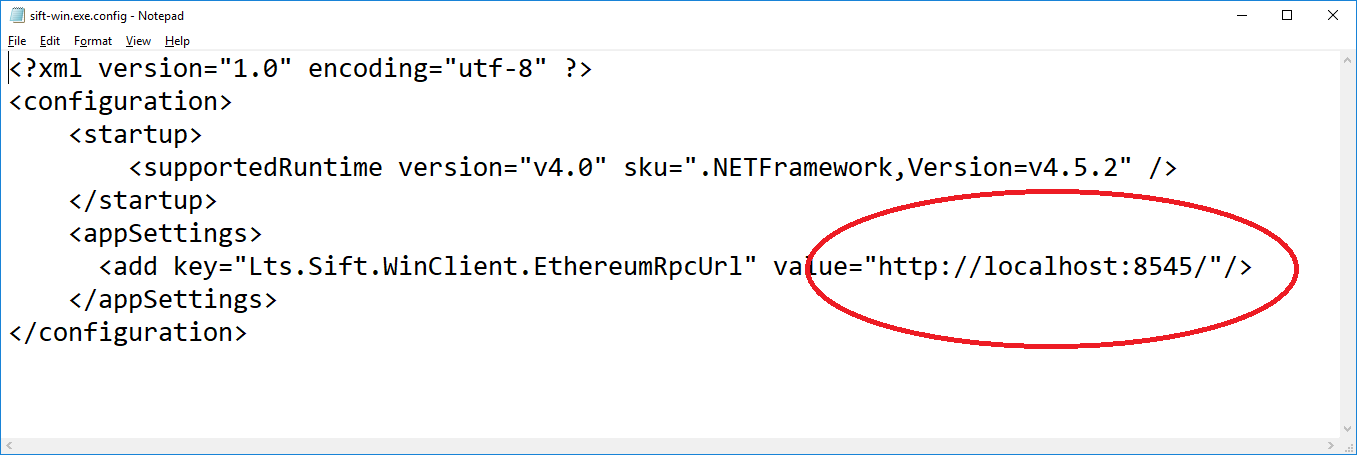 sift-win.exe.config - Notepad
File Edit Format View Help
<?xml version="1.0" encoding="utf-8" ?>
<configuration>
    <startup>
        <supportedRuntime version="v4.0" sku=".NETFramework,Version=v4.5.2" />
    </startup>
    <appSettings>
      <add key="Lts.Sift.WinClient.EthereumRpcUrl" value="http://localhost:8545/"/>
    </appSettings>
</configuration>